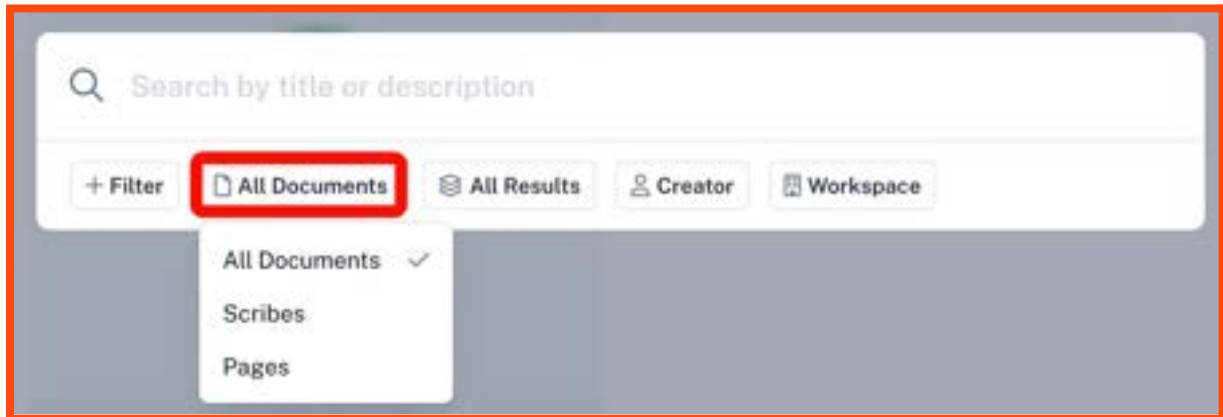 Search by title or description
+ Filter All Documents All Results Creator Workspace
All Documents
Scribes
Pages